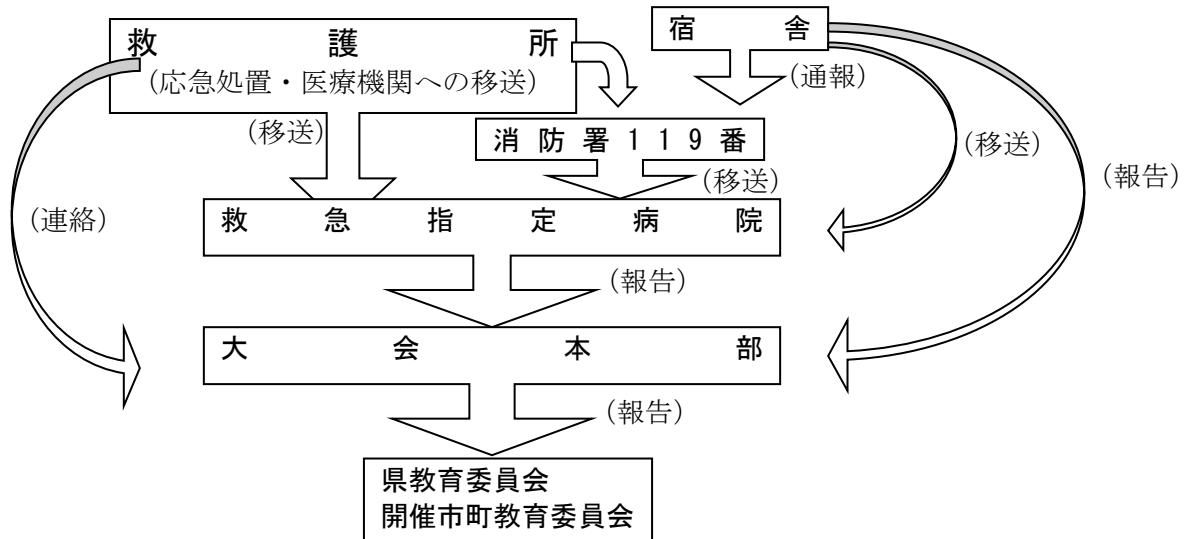 救護所
(応急処置・医療機関への移送)
宿舎
(通報)
(移送)
消防署119番
(移送)
(移送)
(報告)
(連絡)
救急指定病院
(報告)
大会本部
(報告)
県教育委員会
開催市町教育委員会